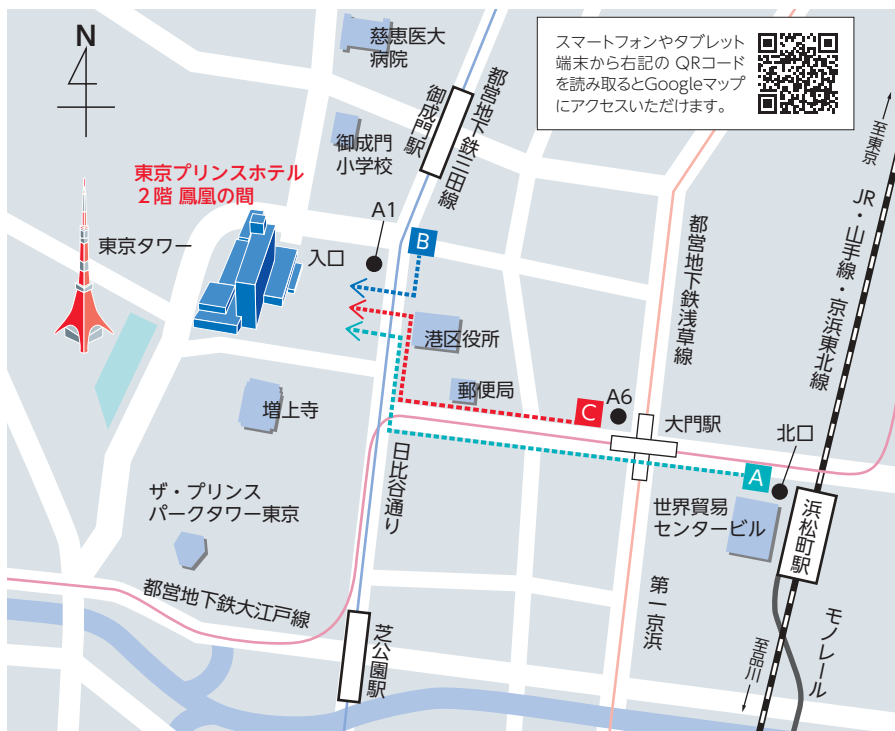 N
慈恵医大
病院
スマートフォンやタブレット
端末から右記の QRコード
を読み取るとGoogleマップ
にアクセスいただけます。
都営地下鉄三田線
御成門駅
至東京
御成門
小学校
JR・山手線・京浜東北線
東京プリンスホテル
2階 鳳凰の間
A1
東京タワー
入口
B
都営地下鉄浅草線
港区役所
郵便局
A6
C
大門駅
増上寺
北口
A
日比谷通り
世界貿易
センタービル
浜松町駅
ザ・プリンス
パークタワー東京
都営地下鉄大江戸線
第一京浜
モノレール
芝公園駅
至品川